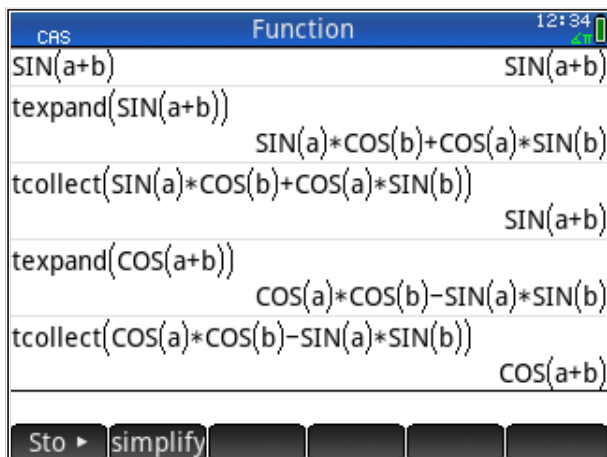 CAS Function 12:34
∡π
SIN(a+b) SIN(a+b)
texpand(SIN(a+b))
SIN(a)*COS(b)+COS(a)*SIN(b)
tcollect(SIN(a)*COS(b)+COS(a)*SIN(b))
SIN(a+b)
texpand(COS(a+b))
COS(a)*COS(b)−SIN(a)*SIN(b)
tcollect(COS(a)*COS(b)−SIN(a)*SIN(b))
COS(a+b)
Sto ► simplify